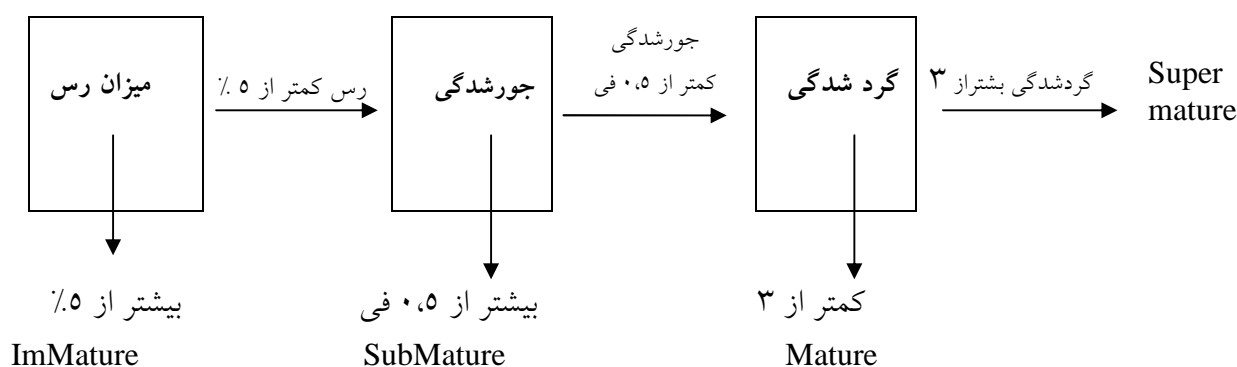 میزان رس
رس کمتر از ۵ ٪
جورشدگی
جورشدگی
کمتر از ۰،۵ فی
گرد شدگی
گردشدگی بشتراز ۳
Super
mature
بیشتر از ۵٪
ImMature
بیشتر از ۰،۵ فی
SubMature
کمتر از ۳
Mature